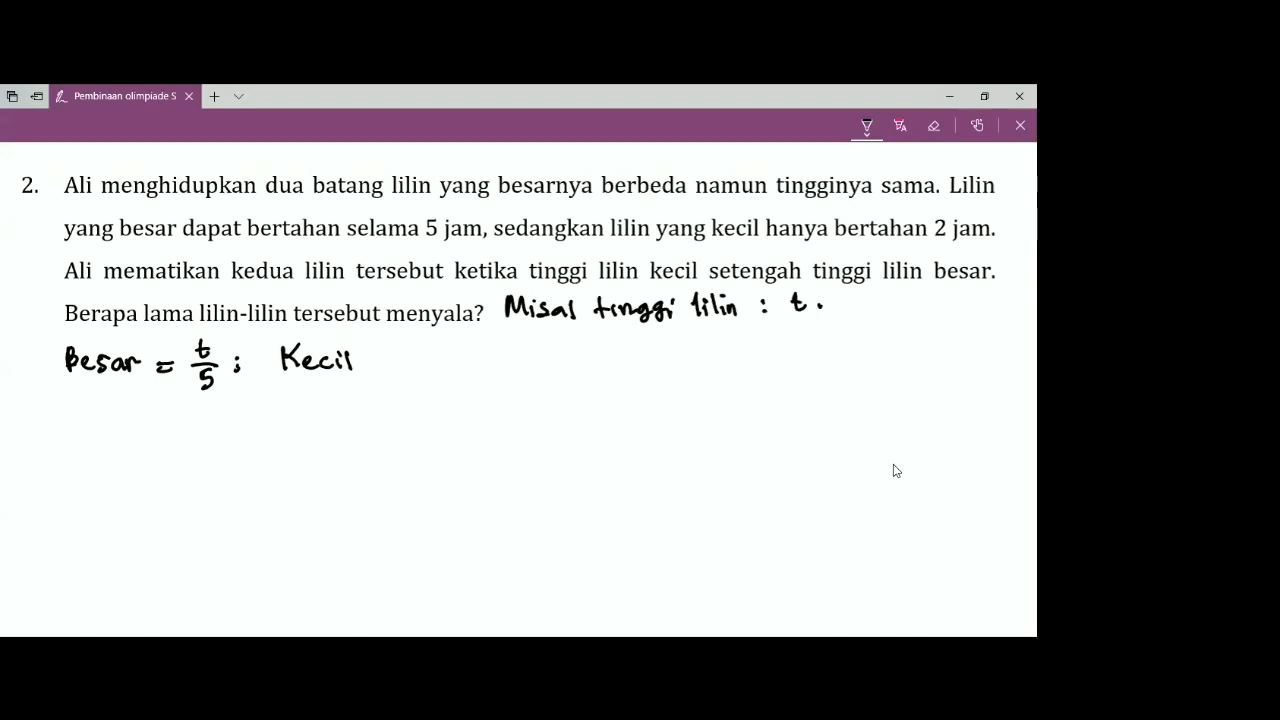 Pembinaan olimpiade S
2. Ali menghidupkan dua batang lilin yang besarnya berbeda namun tingginya sama. Lilin
yang besar dapat bertahan selama 5 jam, sedangkan lilin yang kecil hanya bertahan 2 jam.
Ali mematikan kedua lilin tersebut ketika tinggi lilin kecil setengah tinggi lilin besar.
Berapa lama lilin-lilin tersebut menyala? Misal tinggi lilin : t.
Besar = t/5 ; Kecil